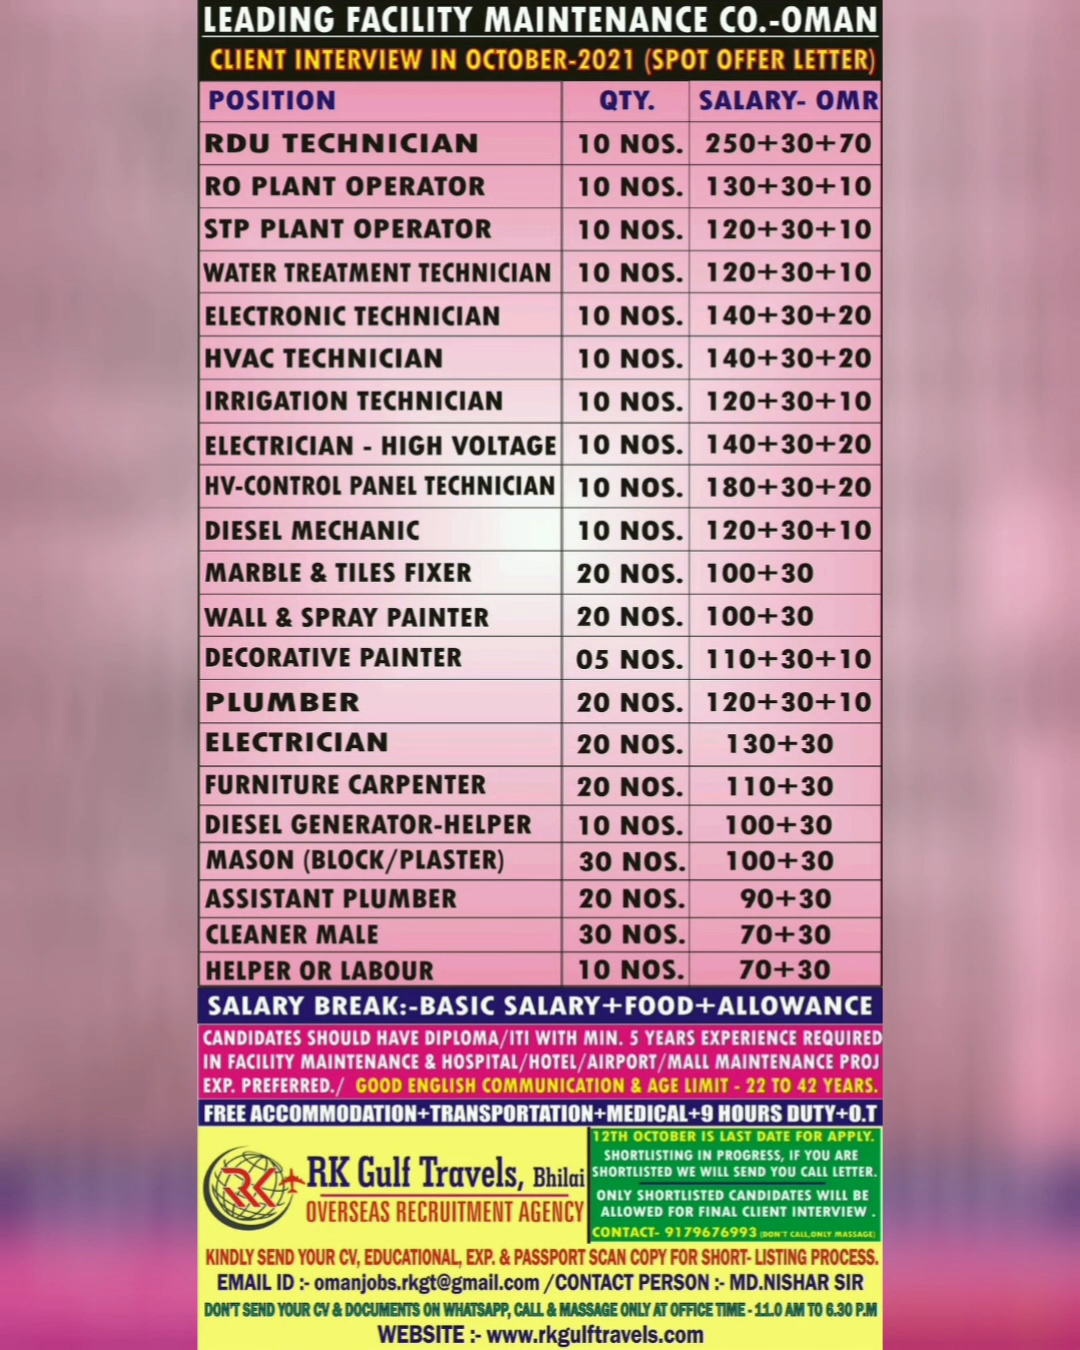 LEADING FACILITY MAINTENANCE CO.-OMAN
CLIENT INTERVIEW IN OCTOBER-2021 (SPOT OFFER LETTER)
POSITION QTY. SALARY- OMR
RDU TECHNICIAN 10 NOS. 250+30+70
RO PLANT OPERATOR 10 NOS. 130+30+10
STP PLANT OPERATOR 10 NOS. 120+30+10
WATER TREATMENT TECHNICIAN 10 NOS. 120+30+10
ELECTRONIC TECHNICIAN 10 NOS. 140+30+20
HVAC TECHNICIAN 10 NOS. 140+30+20
IRRIGATION TECHNICIAN 10 NOS. 120+30+10
ELECTRICIAN - HIGH VOLTAGE 10 NOS. 140+30+20
HV-CONTROL PANEL TECHNICIAN 10 NOS. 180+30+20
DIESEL MECHANIC 10 NOS. 120+30+10
MARBLE & TILES FIXER 20 NOS. 100+30
WALL & SPRAY PAINTER 20 NOS. 100+30
DECORATIVE PAINTER 05 NOS. 110+30+10
PLUMBER 20 NOS. 120+30+10
ELECTRICIAN 20 NOS. 130+30
FURNITURE CARPENTER 20 NOS. 110+30
DIESEL GENERATOR-HELPER 10 NOS. 100+30
MASON (BLOCK/PLASTER) 30 NOS. 100+30
ASSISTANT PLUMBER 20 NOS. 90+30
CLEANER MALE 30 NOS. 70+30
HELPER OR LABOUR 10 NOS. 70+30
SALARY BREAK:-BASIC SALARY+FOOD+ALLOWANCE
CANDIDATES SHOULD HAVE DIPLOMA/ITI WITH MIN. 5 YEARS EXPERIENCE REQUIRED
IN FACILITY MAINTENANCE & HOSPITAL/HOTEL/AIRPORT/MALL MAINTENANCE PROJ
EXP. PREFERRED./ GOOD ENGLISH COMMUNICATION & AGE LIMIT - 22 TO 42 YEARS.
FREE ACCOMMODATION+TRANSPORTATION+MEDICAL+9 HOURS DUTY+O.T
RK
RK Gulf Travels, Bhilai
OVERSEAS RECRUITMENT AGENCY
12TH OCTOBER IS LAST DATE FOR APPLY.
SHORTLISTING IN PROGRESS, IF YOU ARE
SHORTLISTED WE WILL SEND YOU CALL LETTER.
ONLY SHORTLISTED CANDIDATES WILL BE
ALLOWED FOR FINAL CLIENT INTERVIEW .
CONTACT- 9179676993 (DON'T CALL,ONLY MASSAGE)
KINDLY SEND YOUR CV, EDUCATIONAL, EXP. & PASSPORT SCAN COPY FOR SHORT- LISTING PROCESS.
EMAIL ID :- omanjobs.rkgt@gmail.com /CONTACT PERSON :- MD.NISHAR SIR
DON'T SEND YOUR CV & DOCUMENTS ON WHATSAPP, CALL & MASSAGE ONLY AT OFFICE TIME - 11.0 AM TO 6.30 P.M
WEBSITE :- www.rkgulftravels.com